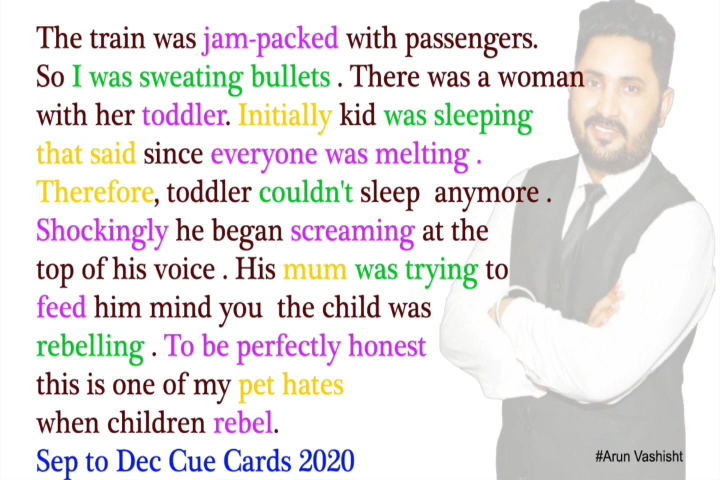 The train was jam-packed with passengers.
So I was sweating bullets . There was a woman
with her toddler. Initially kid was sleeping
that said since everyone was melting .
Therefore, toddler couldn't sleep anymore .
Shockingly he began screaming at the
top of his voice . His mum was trying to
feed him mind you the child was
rebelling . To be perfectly honest
this is one of my pet hates
when children rebel.
Sep to Dec Cue Cards 2020
#Arun Vashisht